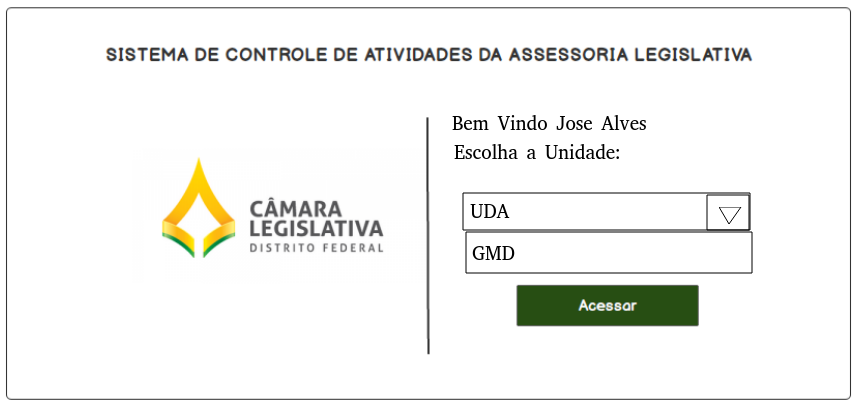 SISTEMA DE CONTROLE DE ATIVIDADES DA ASSESSORIA LEGISLATIVA
CÂMARA
LEGISLATIVA
DISTRITO FEDERAL
Bem Vindo Jose Alves
Escolha a Unidade:
UDA
GMD
Acessar